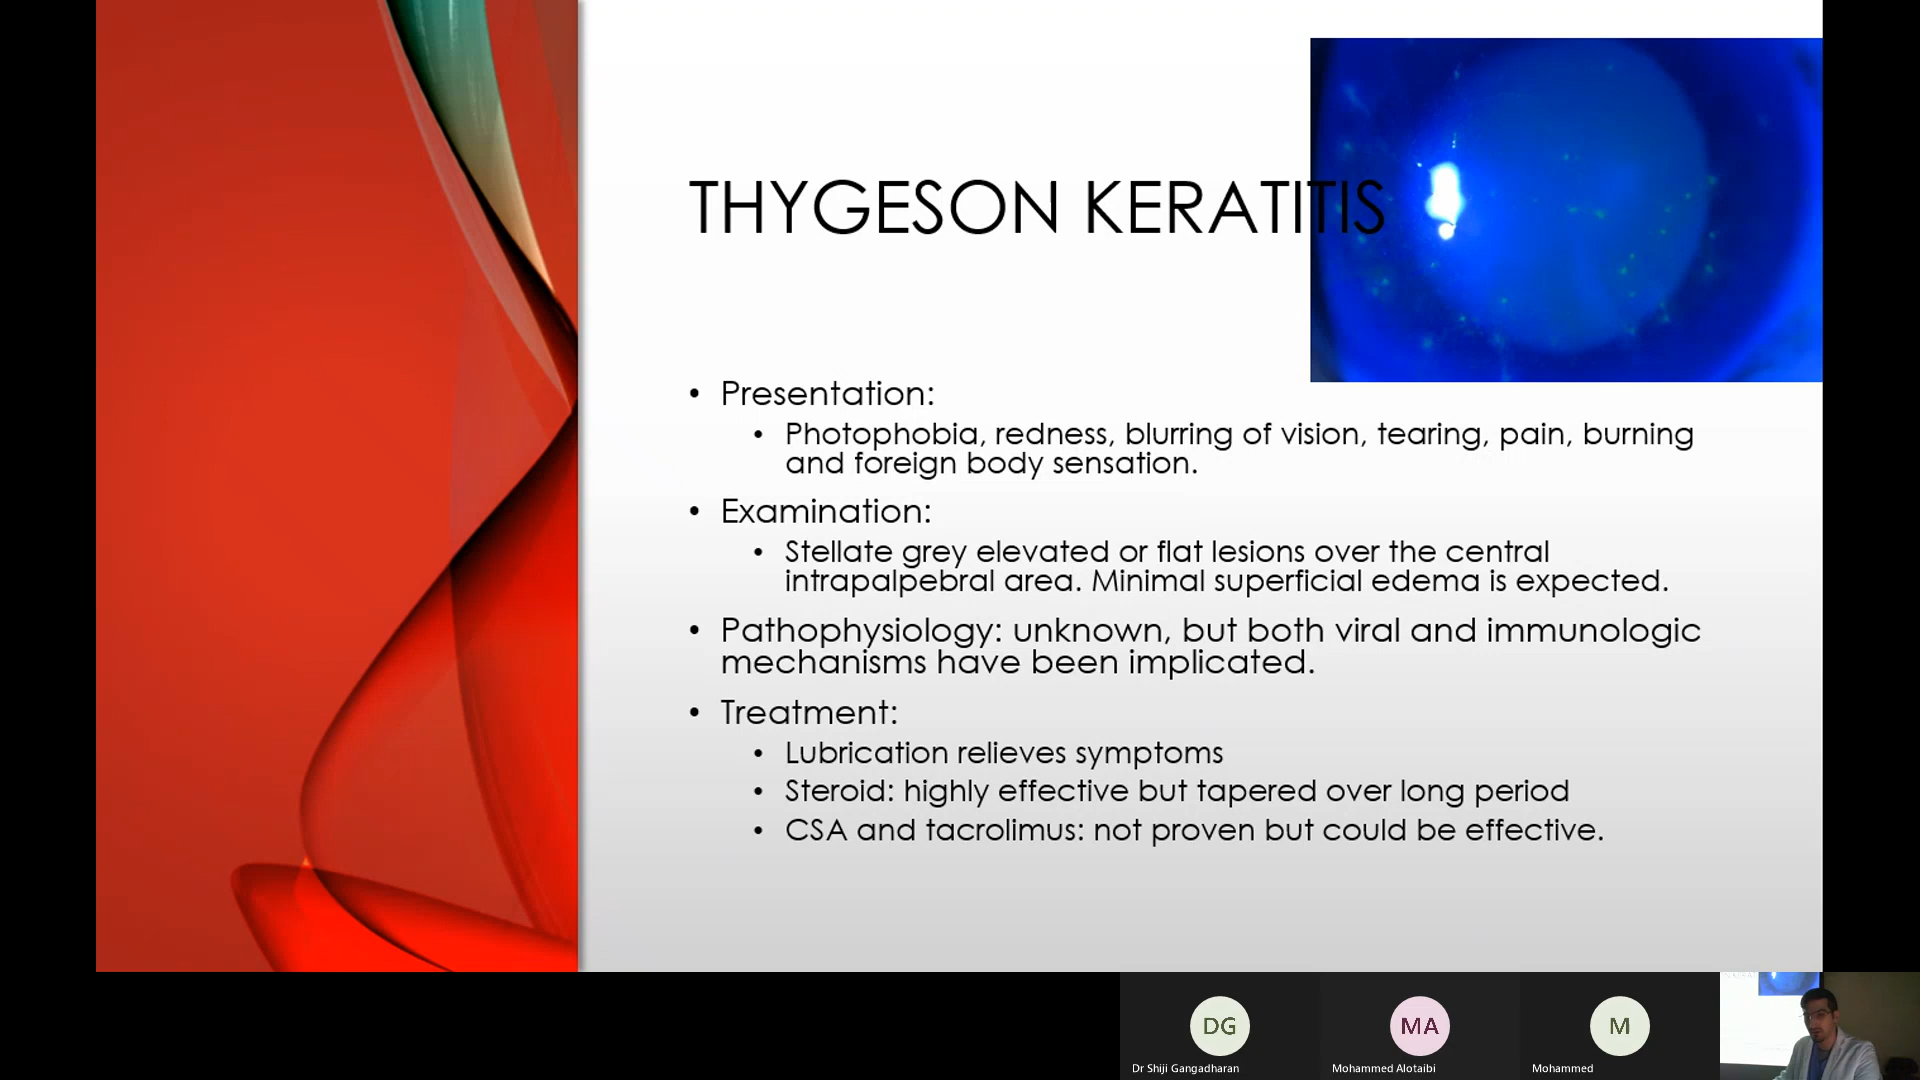 THYGESON KERATITIS
• Presentation:
• Photophobia, redness, blurring of vision, tearing, pain, burning
and foreign body sensation.
• Examination:
• Stellate grey elevated or flat lesions over the central
intrapalpebral area. Minimal superficial edema is expected.
• Pathophysiology: unknown, but both viral and immunologic
mechanisms have been implicated.
• Treatment:
• Lubrication relieves symptoms
• Steroid: highly effective but tapered over long period
• CSA and tacrolimus: not proven but could be effective.
DG
MA
M
Dr Shiji Gangadharan
Mohammed Alotaibi
Mohammed